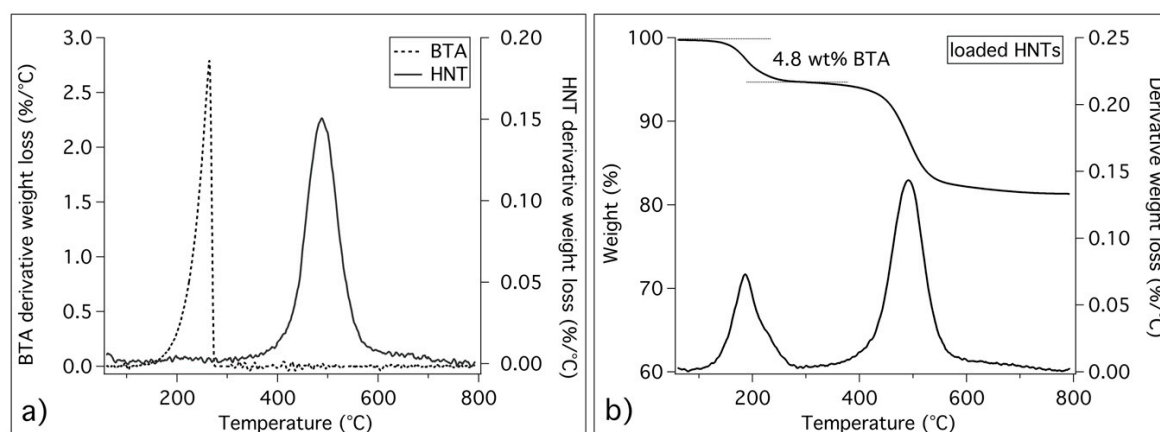 3.0
2.5
2.0
1.5
1.0
0.5
0.0
BTA derivative weight loss (%/°C)
BTA
HNT
0.20
0.15
0.10
0.05
0.00
HNT derivative weight loss (%/°C)
200
400
600
800
Temperature (°C)
a)
100
90
80
70
60
Weight (%)
4.8 wt% BTA
loaded HNTs
0.25
0.20
0.15
0.10
0.05
0.00
Derivative weight loss (%/°C)
200
400
600
800
Temperature (°C)
b)